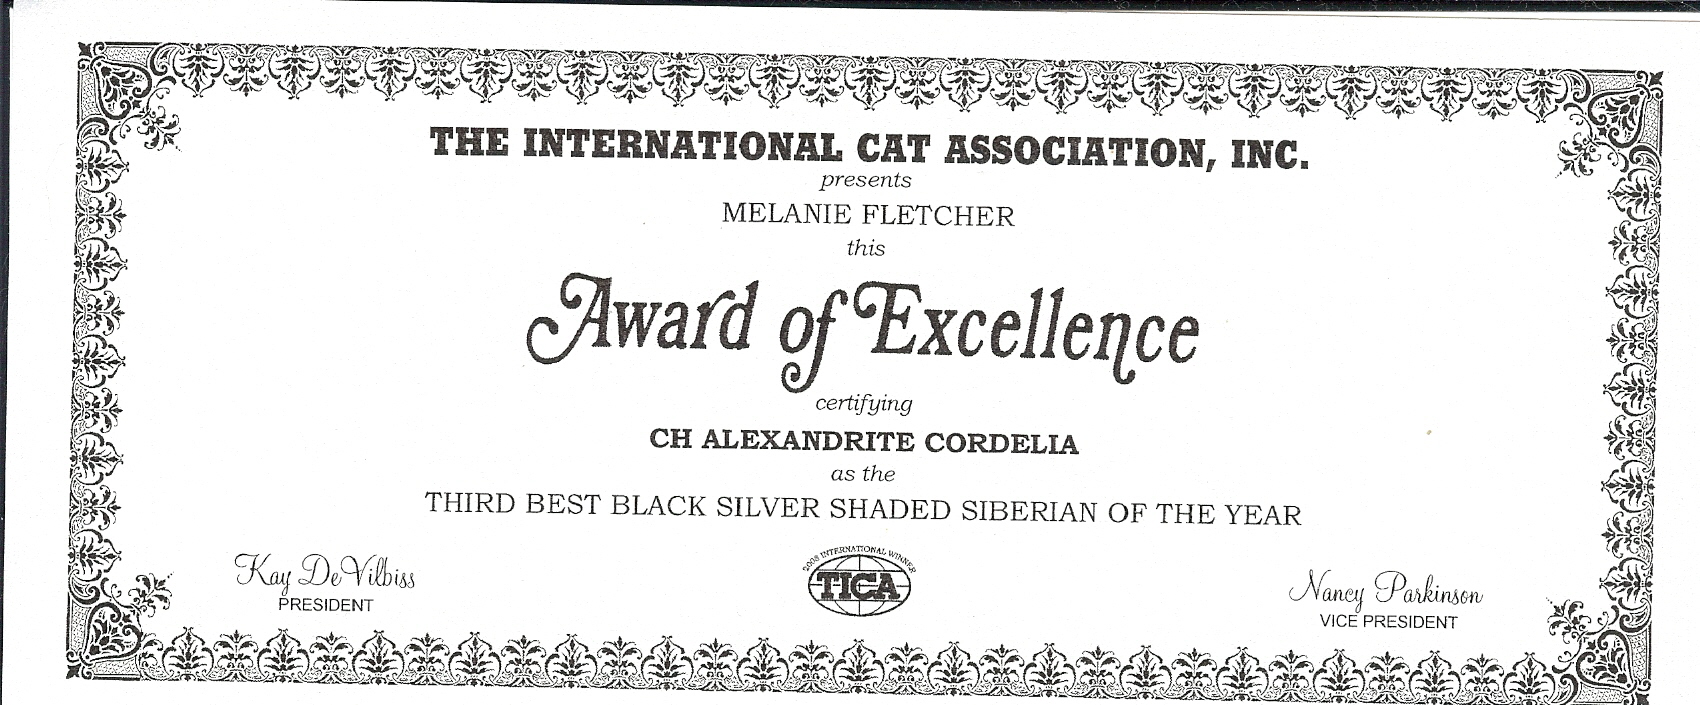 THE INTERNATIONAL CAT ASSOCIATION, INC.
presents
MELANIE FLETCHER
this
Award of Excellence
certifying
CH ALEXANDRITE CORDELIA
as the
THIRD BEST BLACK SILVER SHADED SIBERIAN OF THE YEAR
INTERNATIONAL WINNER
TICA
Kay DeVilbiss
PRESIDENT
Nancy Parkinson
VICE PRESIDENT